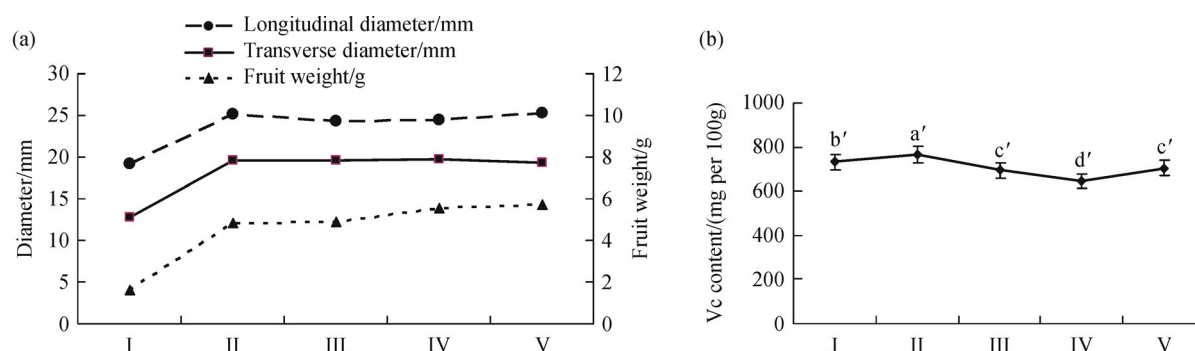 (a)
Longitudinal diameter/mm
Transverse diameter/mm
Fruit weight/g
Diameter/mm
30
25
20
15
10
5
0
12
10
8
6
4
2
0
Fruit weight/g
I II III IV V
(b)
Vc content/(mg per 100g)
1000
800
600
400
200
0
b′ a′ c′ d′ c′
I II III IV V